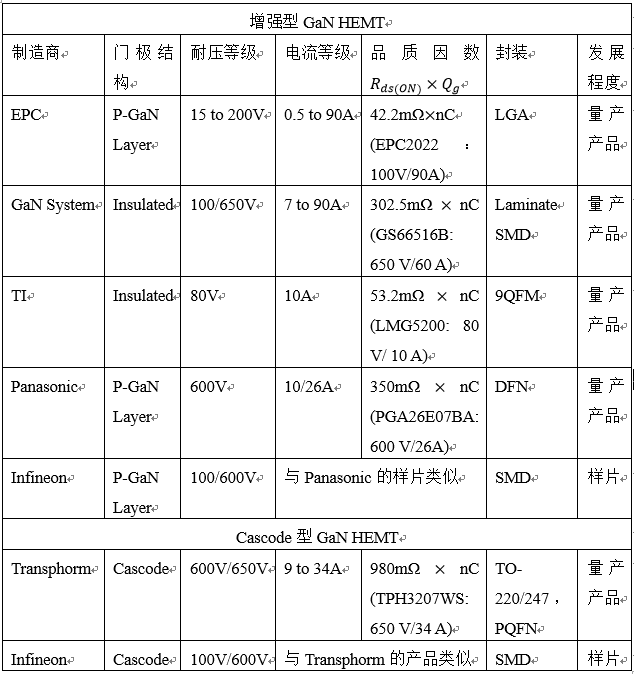 增强型 GaN HEMT
制造商 门极结构 耐压等级 电流等级 品质因数 R_ds(ON) × Q_g 封装 发展程度
EPC P-GaN Layer 15 to 200V 0.5 to 90A 42.2mΩ×nC (EPC2022：100V/90A) LGA 量产产品
GaN System Insulated 100/650V 7 to 90A 302.5mΩ × nC (GS66516B: 650 V/60 A) Laminate SMD 量产产品
TI Insulated 80V 10A 53.2mΩ × nC (LMG5200: 80 V/ 10 A) 9QFM 量产产品
Panasonic P-GaN Layer 600V 10/26A 350mΩ × nC (PGA26E07BA: 600 V/26A) DFN 量产产品
Infineon P-GaN Layer 100/600V 与 Panasonic 的样片类似 SMD 样片
Cascode 型 GaN HEMT
Transphorm Cascode 600V/650V 9 to 34A 980mΩ × nC (TPH3207WS: 650 V/34 A) TO-220/247，PQFN 量产产品
Infineon Cascode 100V/600V 与 Transphorm 的产品类似 SMD 样片